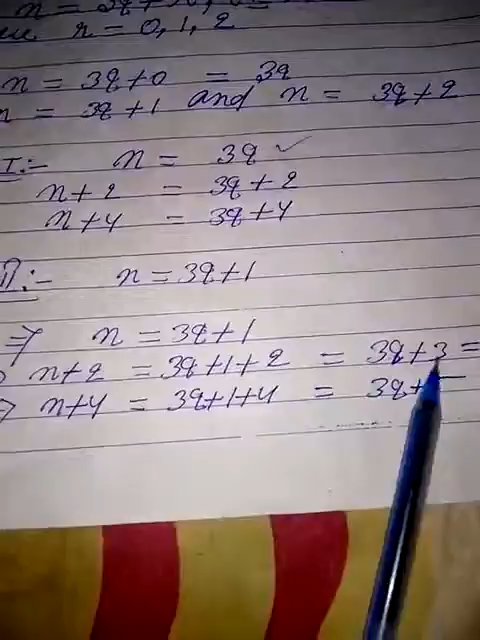 r = 0, 1, 2
n = 3q+0 = 3q
n = 3q+1 and n = 3q+2
I:- n = 3q ✓
n+2 = 3q+2
n+4 = 3q+4
II:- n = 3q+1
⇒ n = 3q+1
n+2 = 3q+1+2 = 3q+3 =
⇒ n+4 = 3q+1+4 = 3q+